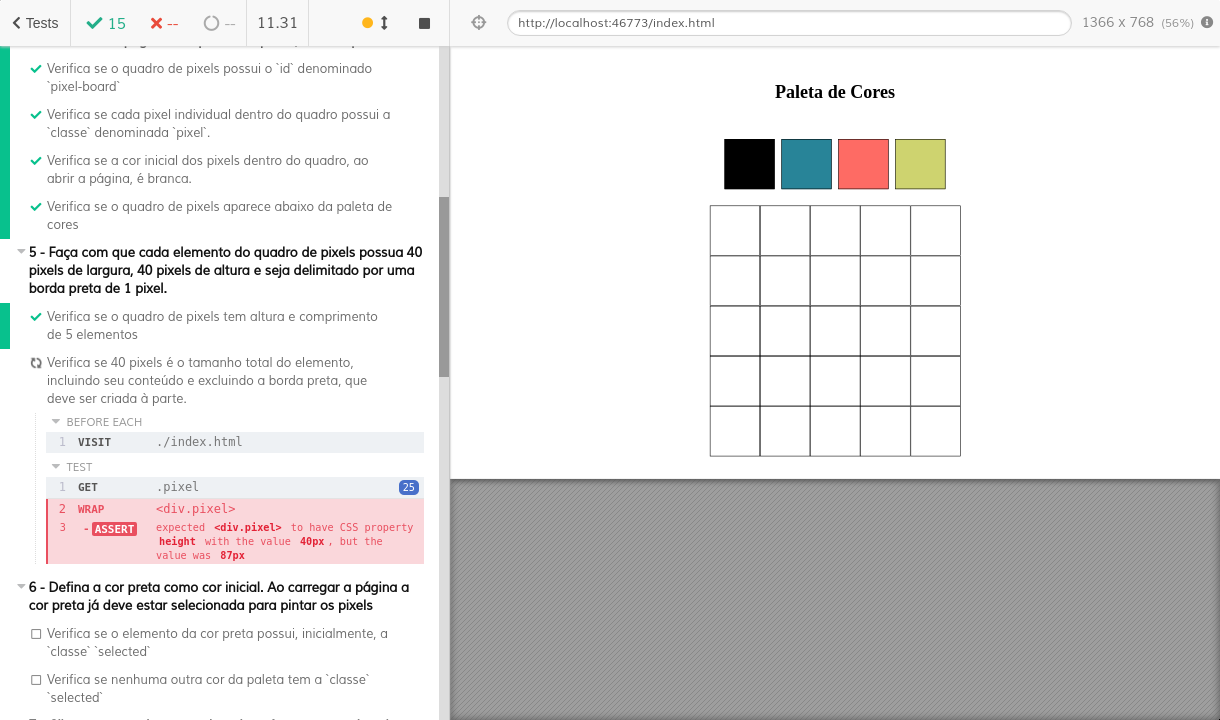 Tests
15
--
--
11.31
http://localhost:46773/index.html
1366 x 768 (56%)
Verifica se o quadro de pixels possui o `id` denominado
`pixel-board`
Verifica se cada pixel individual dentro do quadro possui a
`classe` denominada `pixel`.
Verifica se a cor inicial dos pixels dentro do quadro, ao
abrir a página, é branca.
Verifica se o quadro de pixels aparece abaixo da paleta de
cores
5 - Faça com que cada elemento do quadro de pixels possua 40
pixels de largura, 40 pixels de altura e seja delimitado por uma
borda preta de 1 pixel.
Verifica se o quadro de pixels tem altura e comprimento
de 5 elementos
Verifica se 40 pixels é o tamanho total do elemento,
incluindo seu conteúdo e excluindo a borda preta, que
deve ser criada à parte.
BEFORE EACH
1 VISIT ./index.html
TEST
1 GET .pixel 25
2 WRAP <div.pixel>
3 - ASSERT expected <div.pixel> to have CSS property
height with the value 40px , but the
value was 87px
6 - Defina a cor preta como cor inicial. Ao carregar a página a
cor preta já deve estar selecionada para pintar os pixels
Verifica se o elemento da cor preta possui, inicialmente, a
`classe` `selected`
Verifica se nenhuma outra cor da paleta tem a `classe`
`selected`
Paleta de Cores